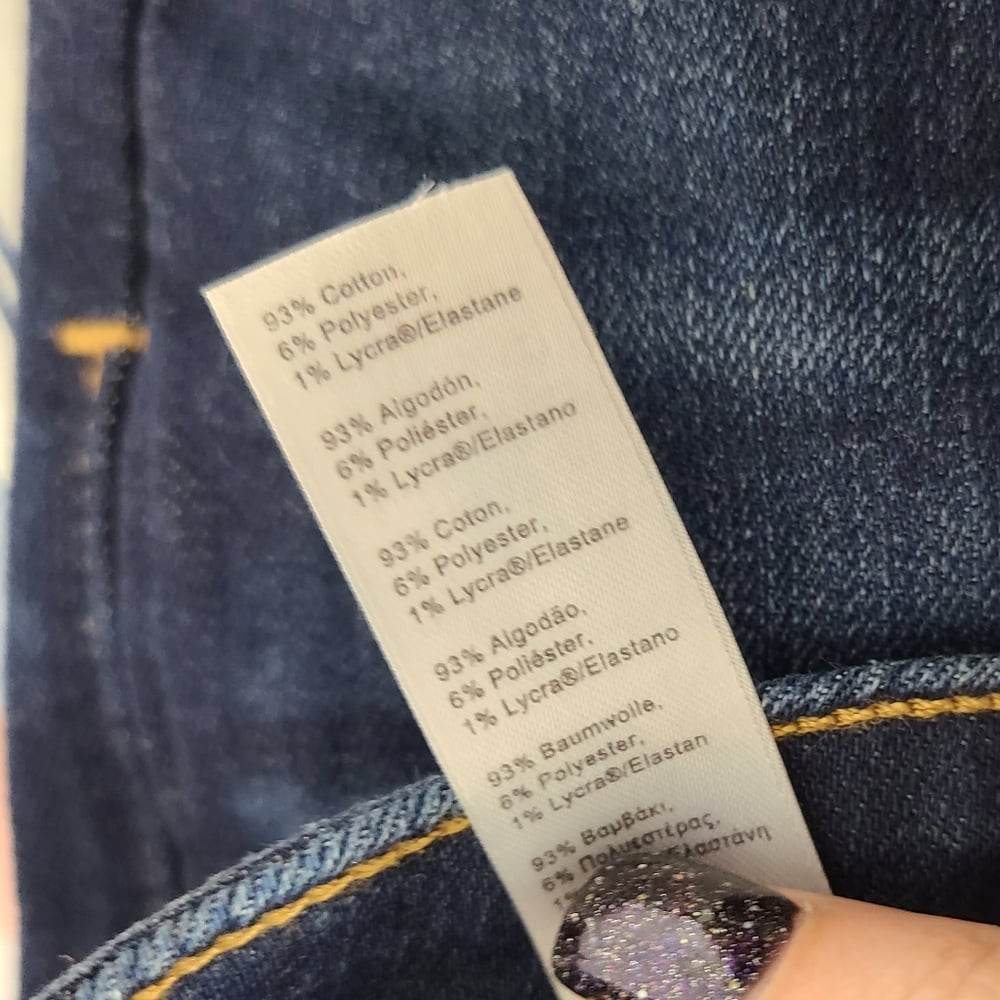 93% Cotton,
6% Polyester,
1% Lycra®/Elastane
93% Algodón,
6% Poliéster,
1% Lycra®/Elastano
93% Coton,
6% Polyester,
1% Lycra®/Elastane
93% Algodão,
6% Poliéster,
1% Lycra®/Elastano
93% Baumwolle,
6% Polyester,
1% Lycra®/Elastan
93% Βαμβάκι,
6% Πολυεστέρας,
Ελαστάνη